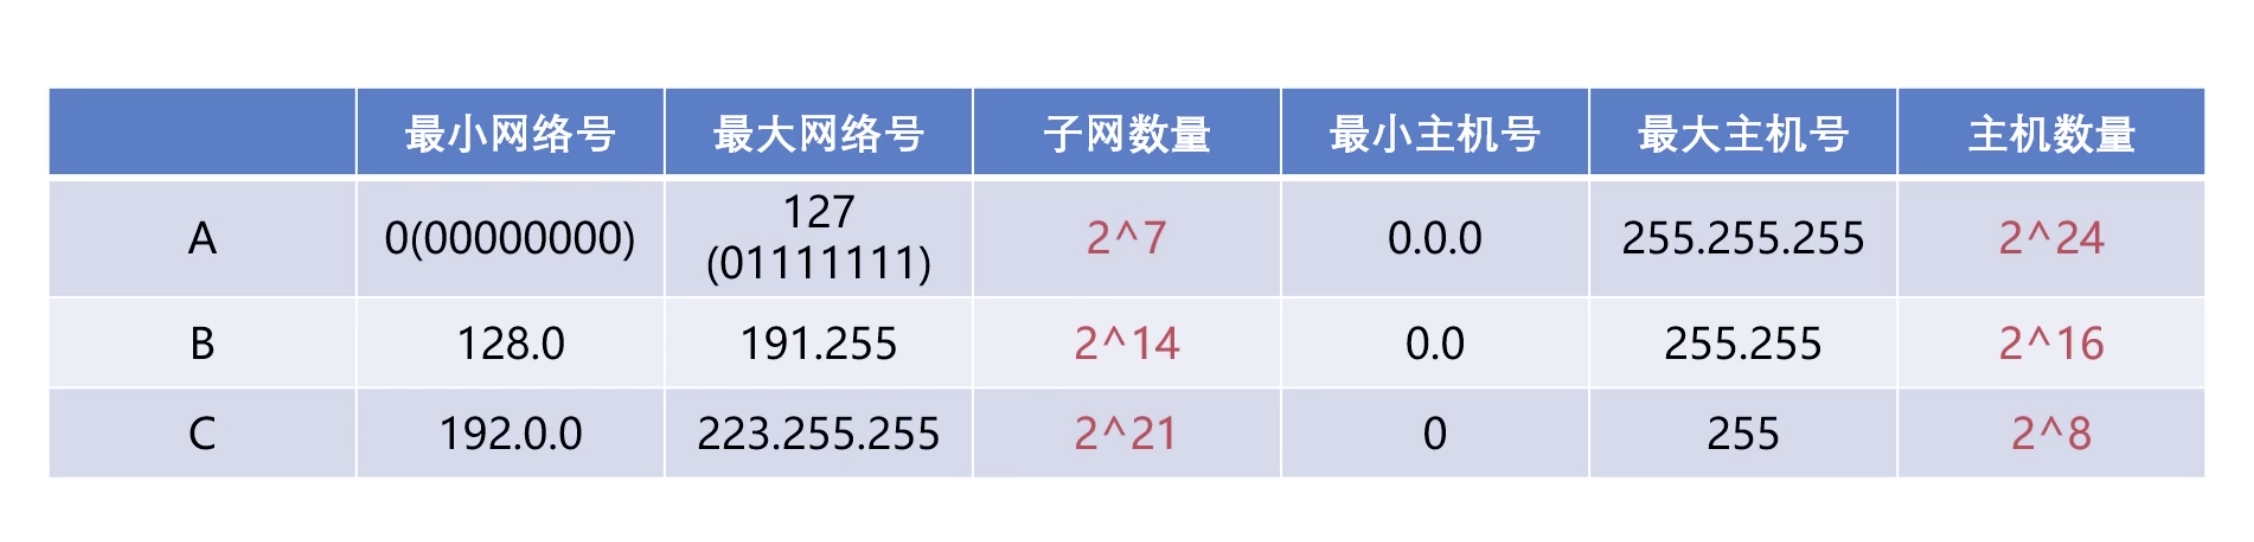 最小网络号 最大网络号 子网数量 最小主机号 最大主机号 主机数量
A 0(00000000) 127 (01111111) 2^7 0.0.0 255.255.255 2^24
B 128.0 191.255 2^14 0.0 255.255 2^16
C 192.0.0 223.255.255 2^21 0 255 2^8